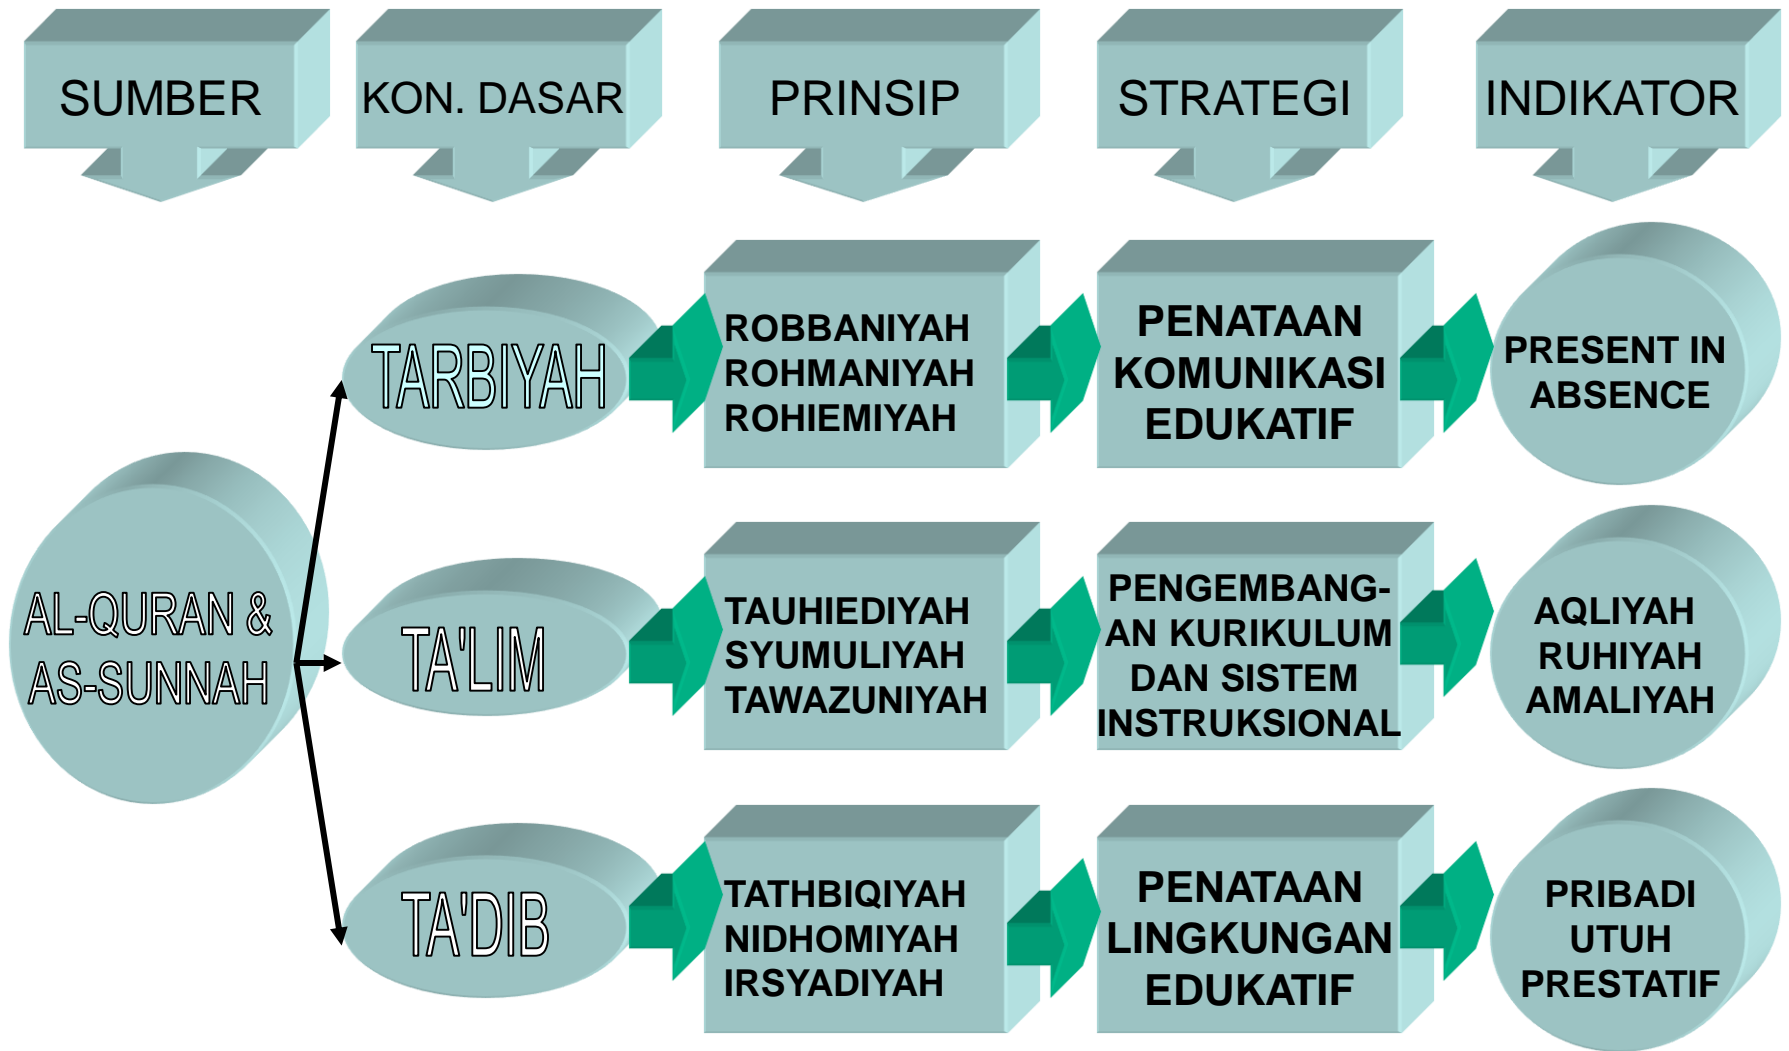 SUMBER
KON. DASAR
PRINSIP
STRATEGI
INDIKATOR
AL-QURAN &
AS-SUNNAH
TARBIYAH
ROBBANIYAH
ROHMANIYAH
ROHIEMIYAH
PENATAAN
KOMUNIKASI
EDUKATIF
PRESENT IN
ABSENCE
TA'LIM
TAUHIEDIYAH
SYUMULIYAH
TAWAZUNIYAH
PENGEMBANG-
AN KURIKULUM
DAN SISTEM
INSTRUKSIONAL
AQLIYAH
RUHIYAH
AMALIYAH
TA'DIB
TATHBIQIYAH
NIDHOMIYAH
IRSYADIYAH
PENATAAN
LINGKUNGAN
EDUKATIF
PRIBADI
UTUH
PRESTATIF